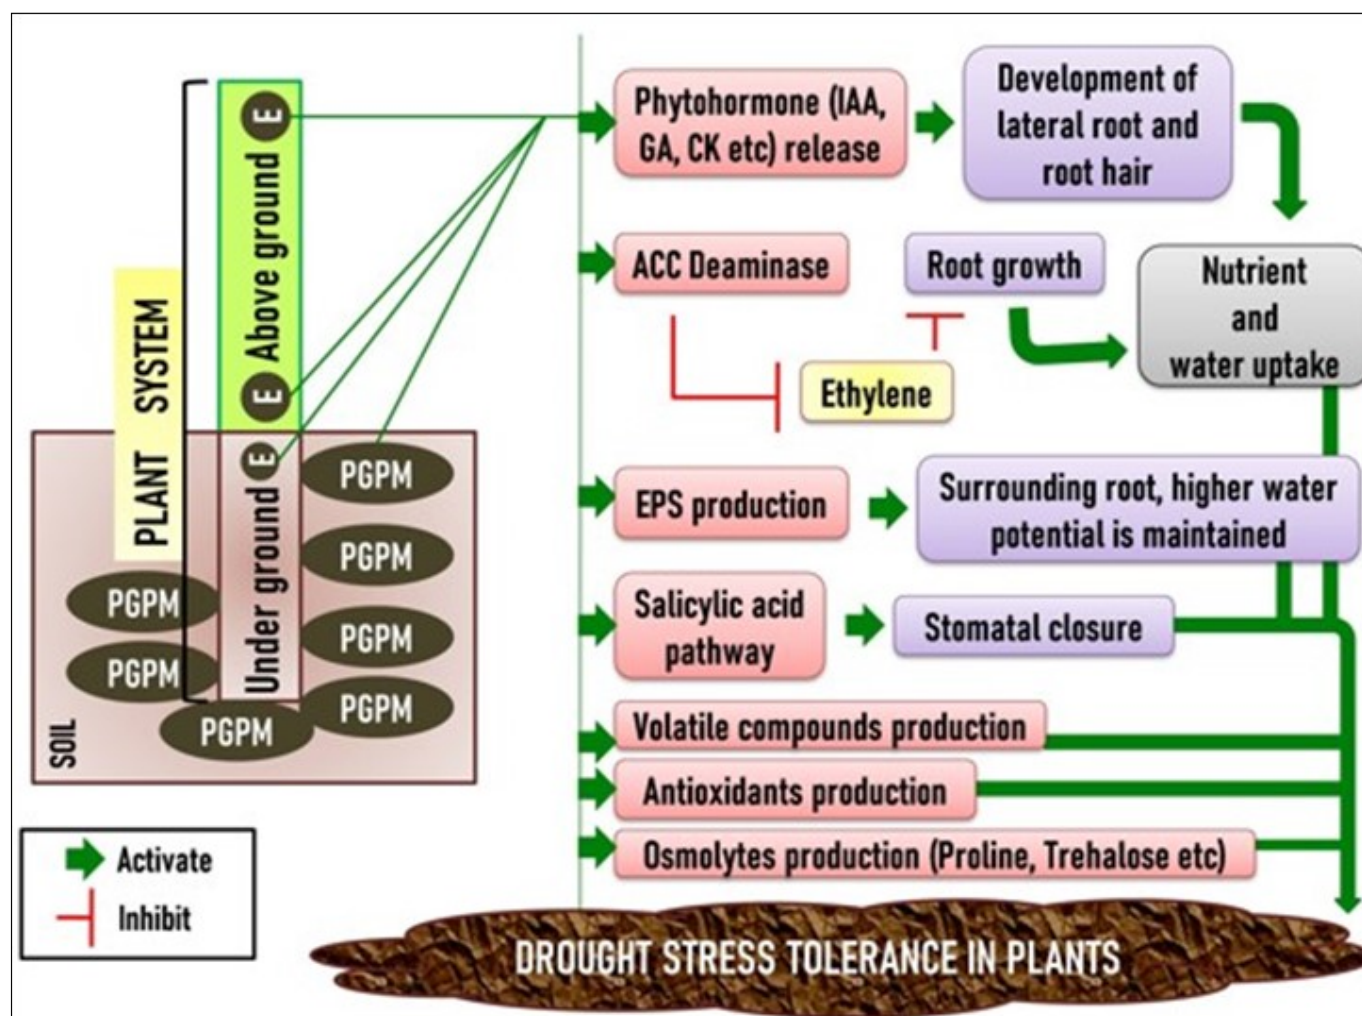 PLANT SYSTEM
Above ground
E
E
Under ground
E
PGPM
PGPM
PGPM
PGPM
PGPM
PGPM
PGPM
SOIL
Activate
Inhibit
Phytohormone (IAA,
GA, CK etc) release
Development of
lateral root and
root hair
ACC Deaminase
Root growth
Nutrient
and
water uptake
Ethylene
EPS production
Surrounding root, higher water
potential is maintained
Salicylic acid
pathway
Stomatal closure
Volatile compounds production
Antioxidants production
Osmolytes production (Proline, Trehalose etc)
DROUGHT STRESS TOLERANCE IN PLANTS